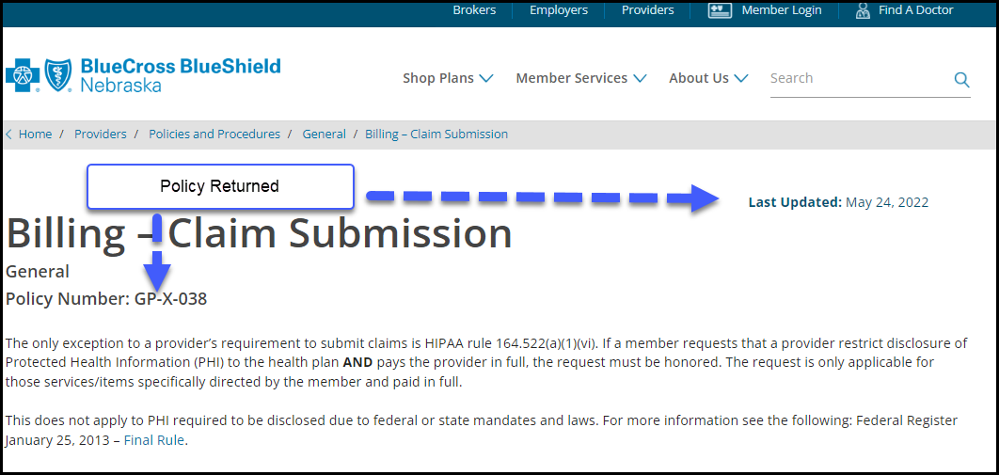 Brokers Employers Providers Member Login Find A Doctor
BlueCross BlueShield
Nebraska
Shop Plans Member Services About Us Search
Home / Providers / Policies and Procedures / General / Billing – Claim Submission
Policy Returned
Last Updated: May 24, 2022
Billing – Claim Submission
General
Policy Number: GP-X-038
The only exception to a provider’s requirement to submit claims is HIPAA rule 164.522(a)(1)(vi). If a member requests that a provider restrict disclosure of
Protected Health Information (PHI) to the health plan AND pays the provider in full, the request must be honored. The request is only applicable for
those services/items specifically directed by the member and paid in full.
This does not apply to PHI required to be disclosed due to federal or state mandates and laws. For more information see the following: Federal Register
January 25, 2013 – Final Rule.